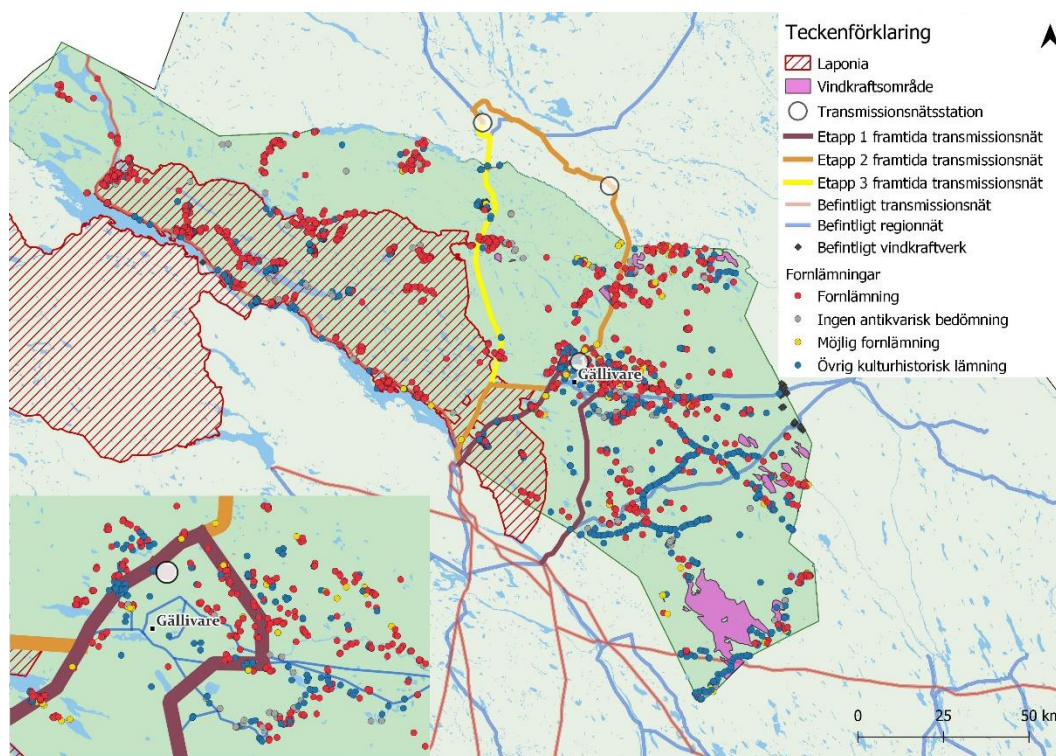 Teckenförklaring
Laponia
Vindkraftsområde
Transmissionsnätsstation
Etapp 1 framtida transmissionsnät
Etapp 2 framtida transmissionsnät
Etapp 3 framtida transmissionsnät
Befintligt transmissionsnät
Befintligt regionnät
Befintligt vindkraftverk
Fornlämningar
Fornlämning
Ingen antikvarisk bedömning
Möjlig fornlämning
Övrig kulturhistorisk lämning
Gällivare
Gällivare
0 25 50 km